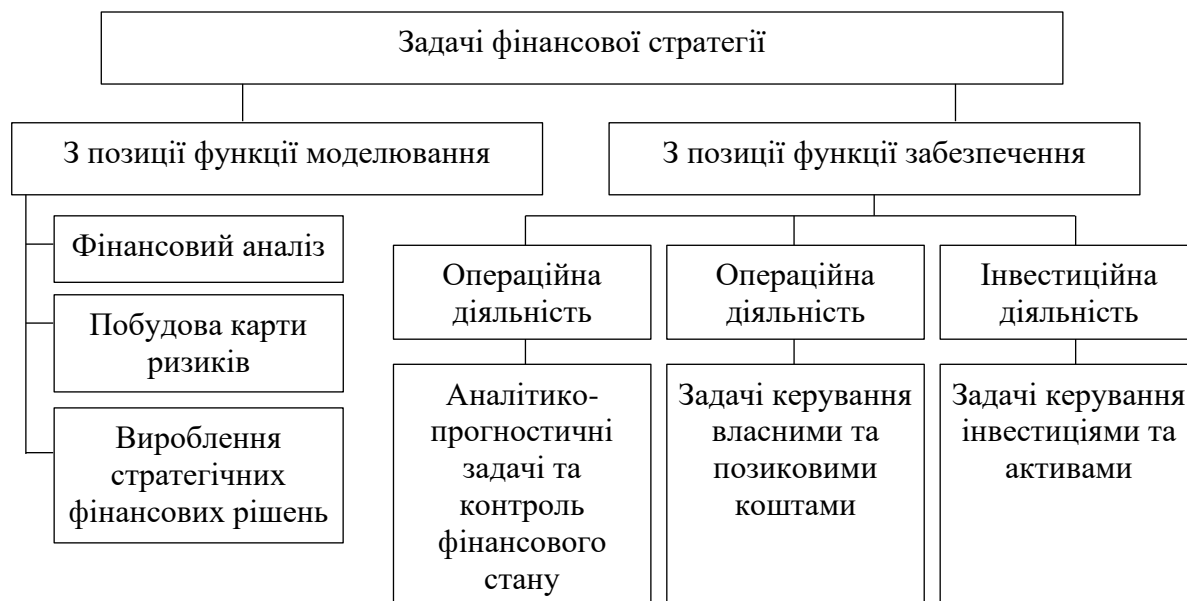 Задачі фінансової стратегії
З позиції функції моделювання
Фінансовий аналіз
Побудова карти
ризиків
Вироблення
стратегічних
фінансових рішень
З позиції функції забезпечення
Операційна
діяльність
Аналітико-
прогностичні
задачі та
контроль
фінансового
стану
Операційна
діяльність
Задачі керування
власними та
позиковими
коштами
Інвестиційна
діяльність
Задачі керування
інвестиціями та
активами